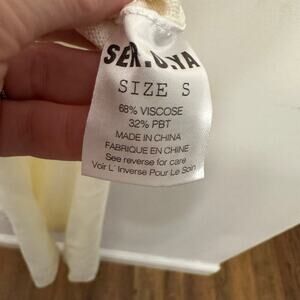 SIZE S
68% VISCOSE
32% PBT
MADE IN CHINA
FABRIQUE EN CHINE
See reverse for care
Voir L' Inverse Pour Le Soin